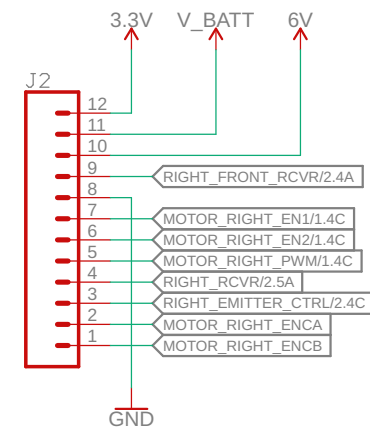 3.3V V_BATT 6V
J2
12
11
10
9 RIGHT_FRONT_RCVR/2.4A
8
7 MOTOR_RIGHT_EN1/1.4C
6 MOTOR_RIGHT_EN2/1.4C
5 MOTOR_RIGHT_PWM/1.4C
4 RIGHT_RCVR/2.5A
3 RIGHT_EMITTER_CTRL/2.4C
2 MOTOR_RIGHT_ENCA
1 MOTOR_RIGHT_ENCB
GND